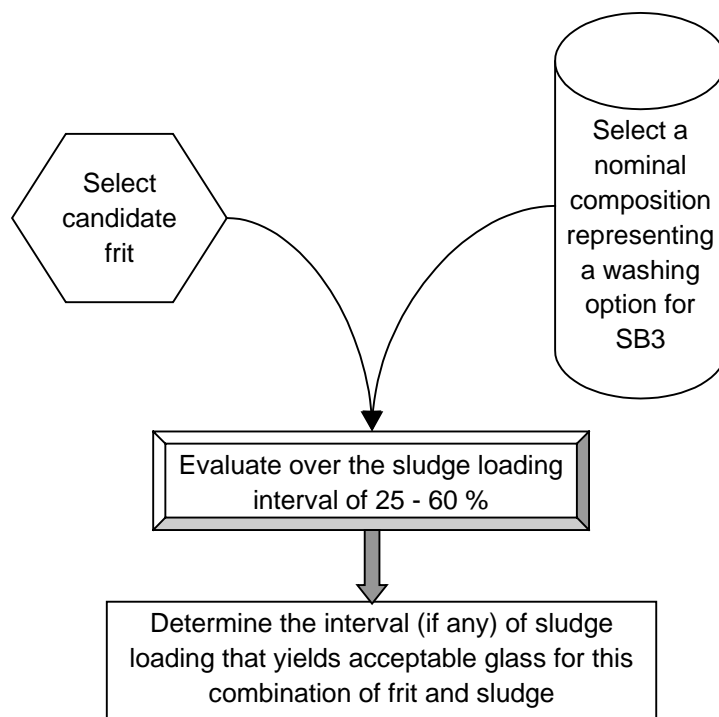 Select
candidate
frit
Select a
nominal
composition
representing
a washing
option for
SB3
Evaluate over the sludge loading
interval of 25 - 60 %
Determine the interval (if any) of sludge
loading that yields acceptable glass for this
combination of frit and sludge